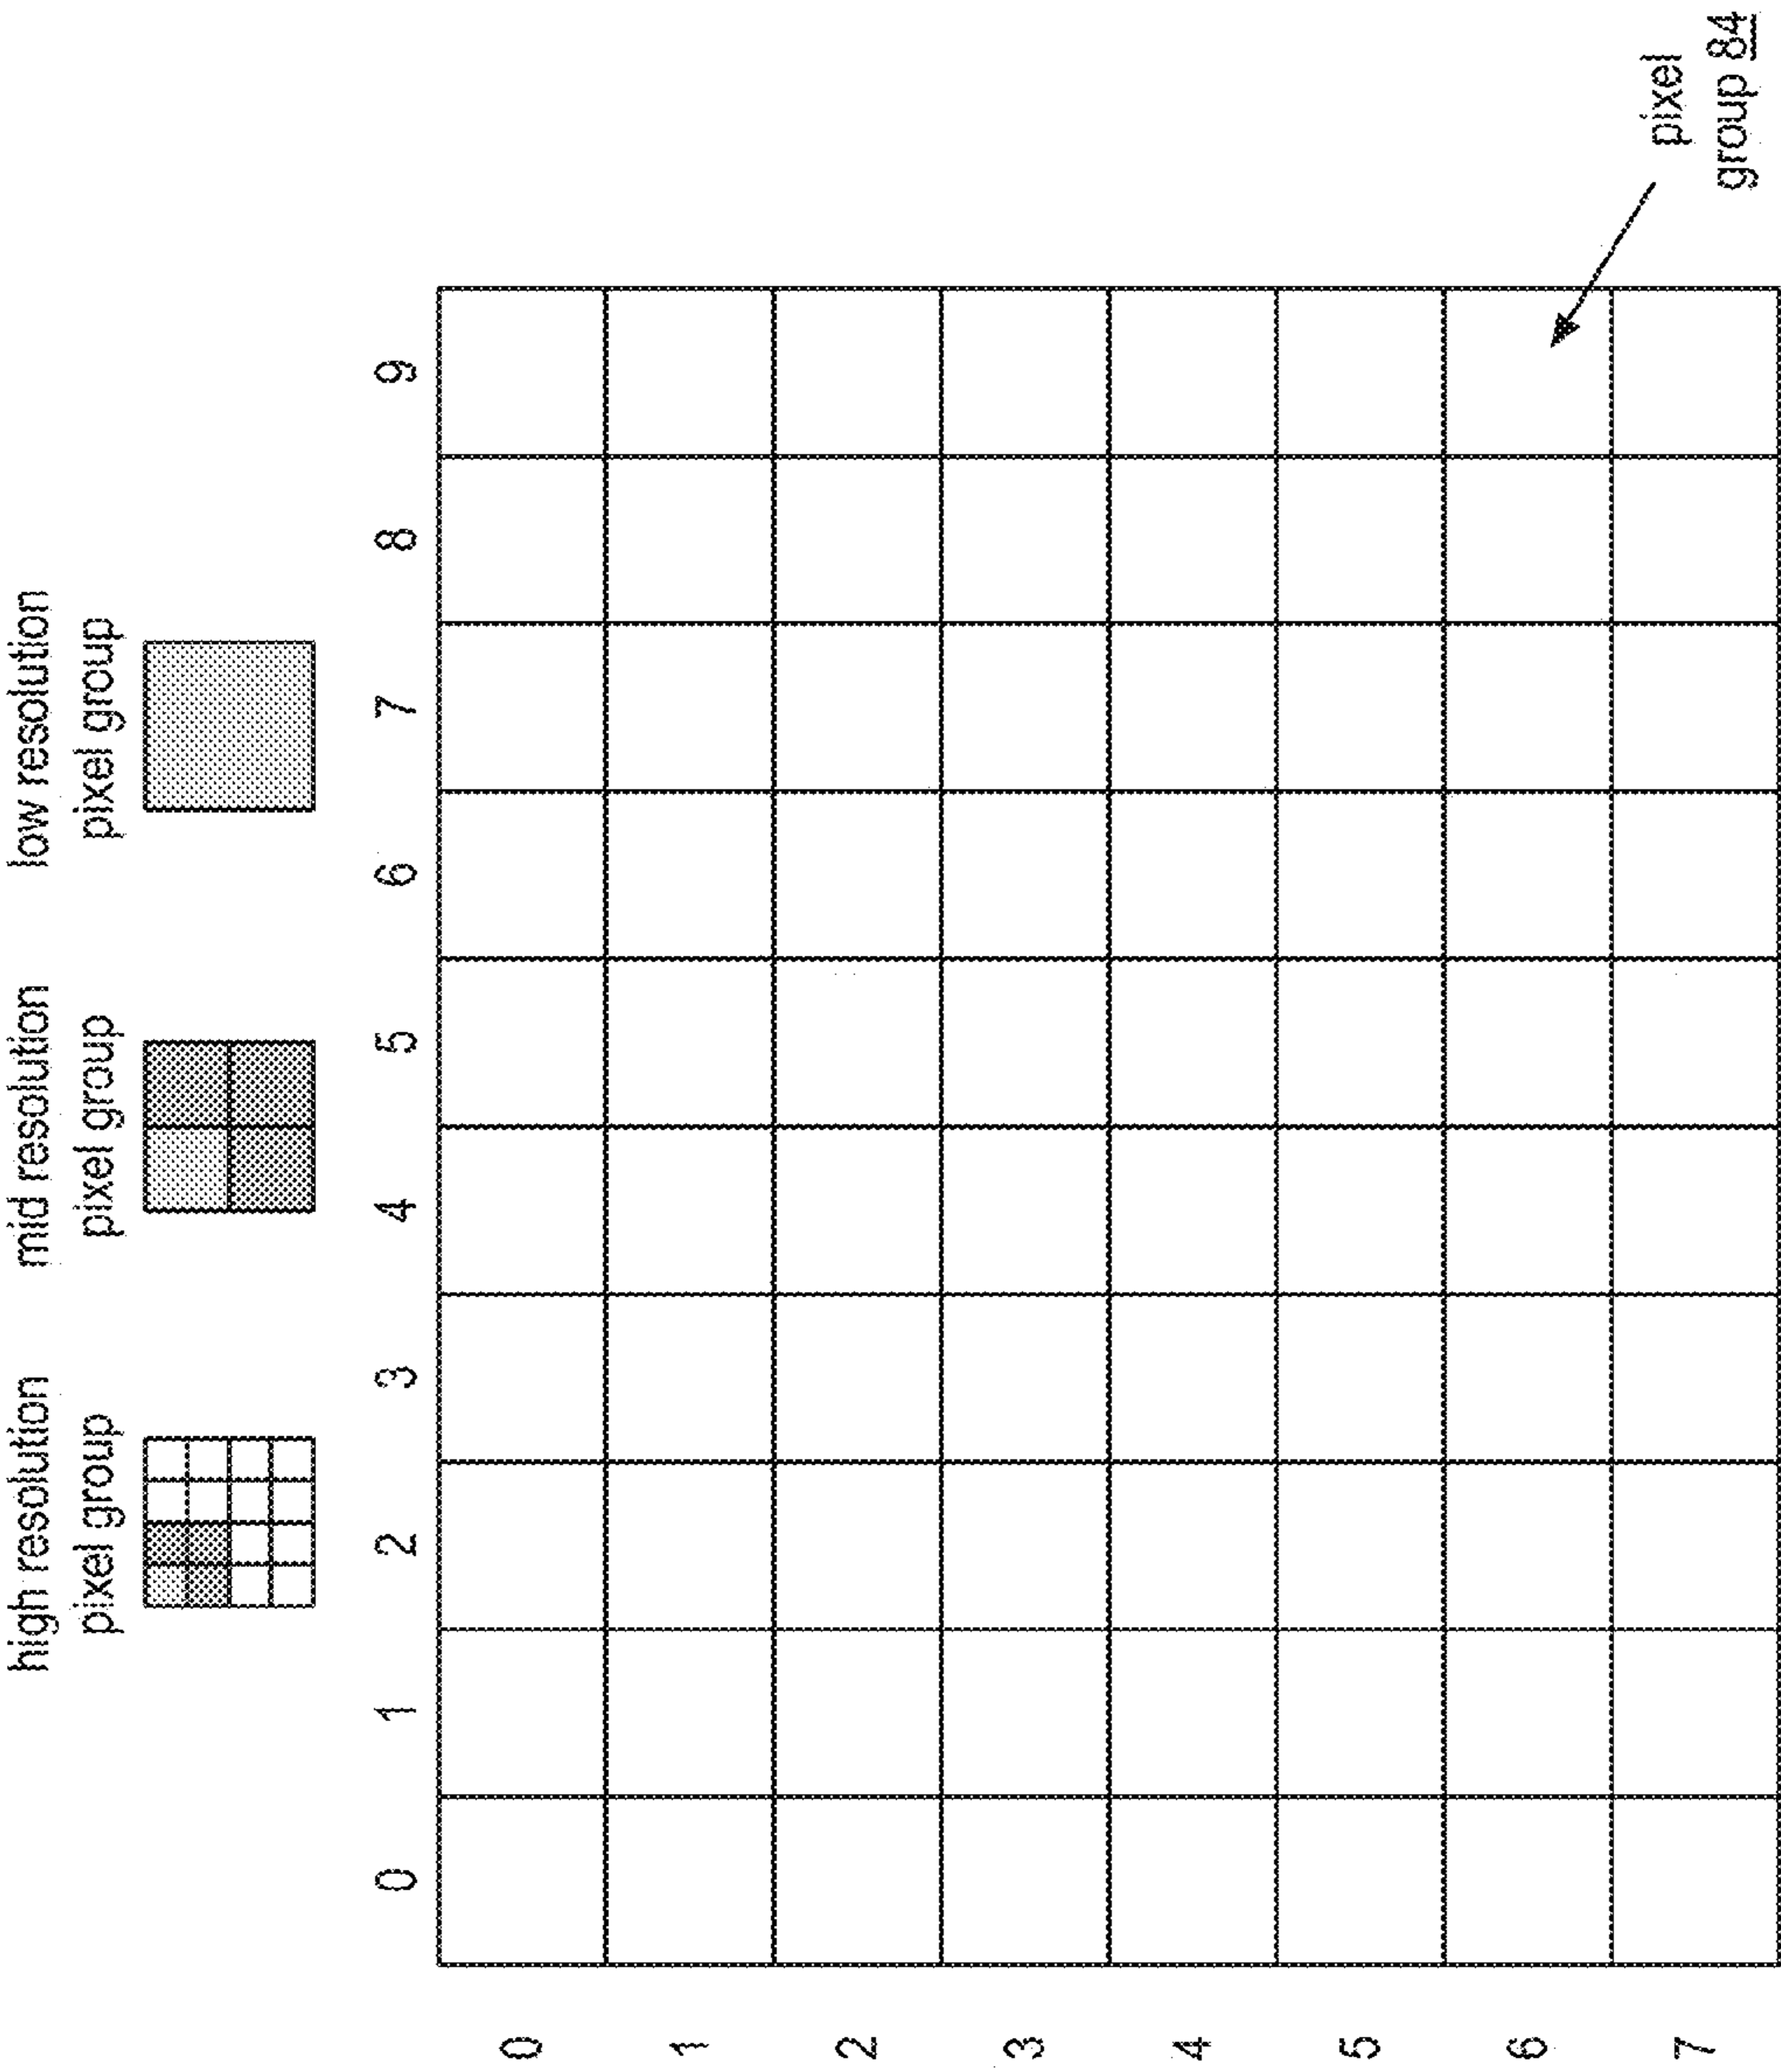 high resolution
pixel group
mid resolution
pixel group
low resolution
pixel group
0 1 2 3 4 5 6 7 8 9
0
1
2
3
4
5
6
7
pixel
group 84